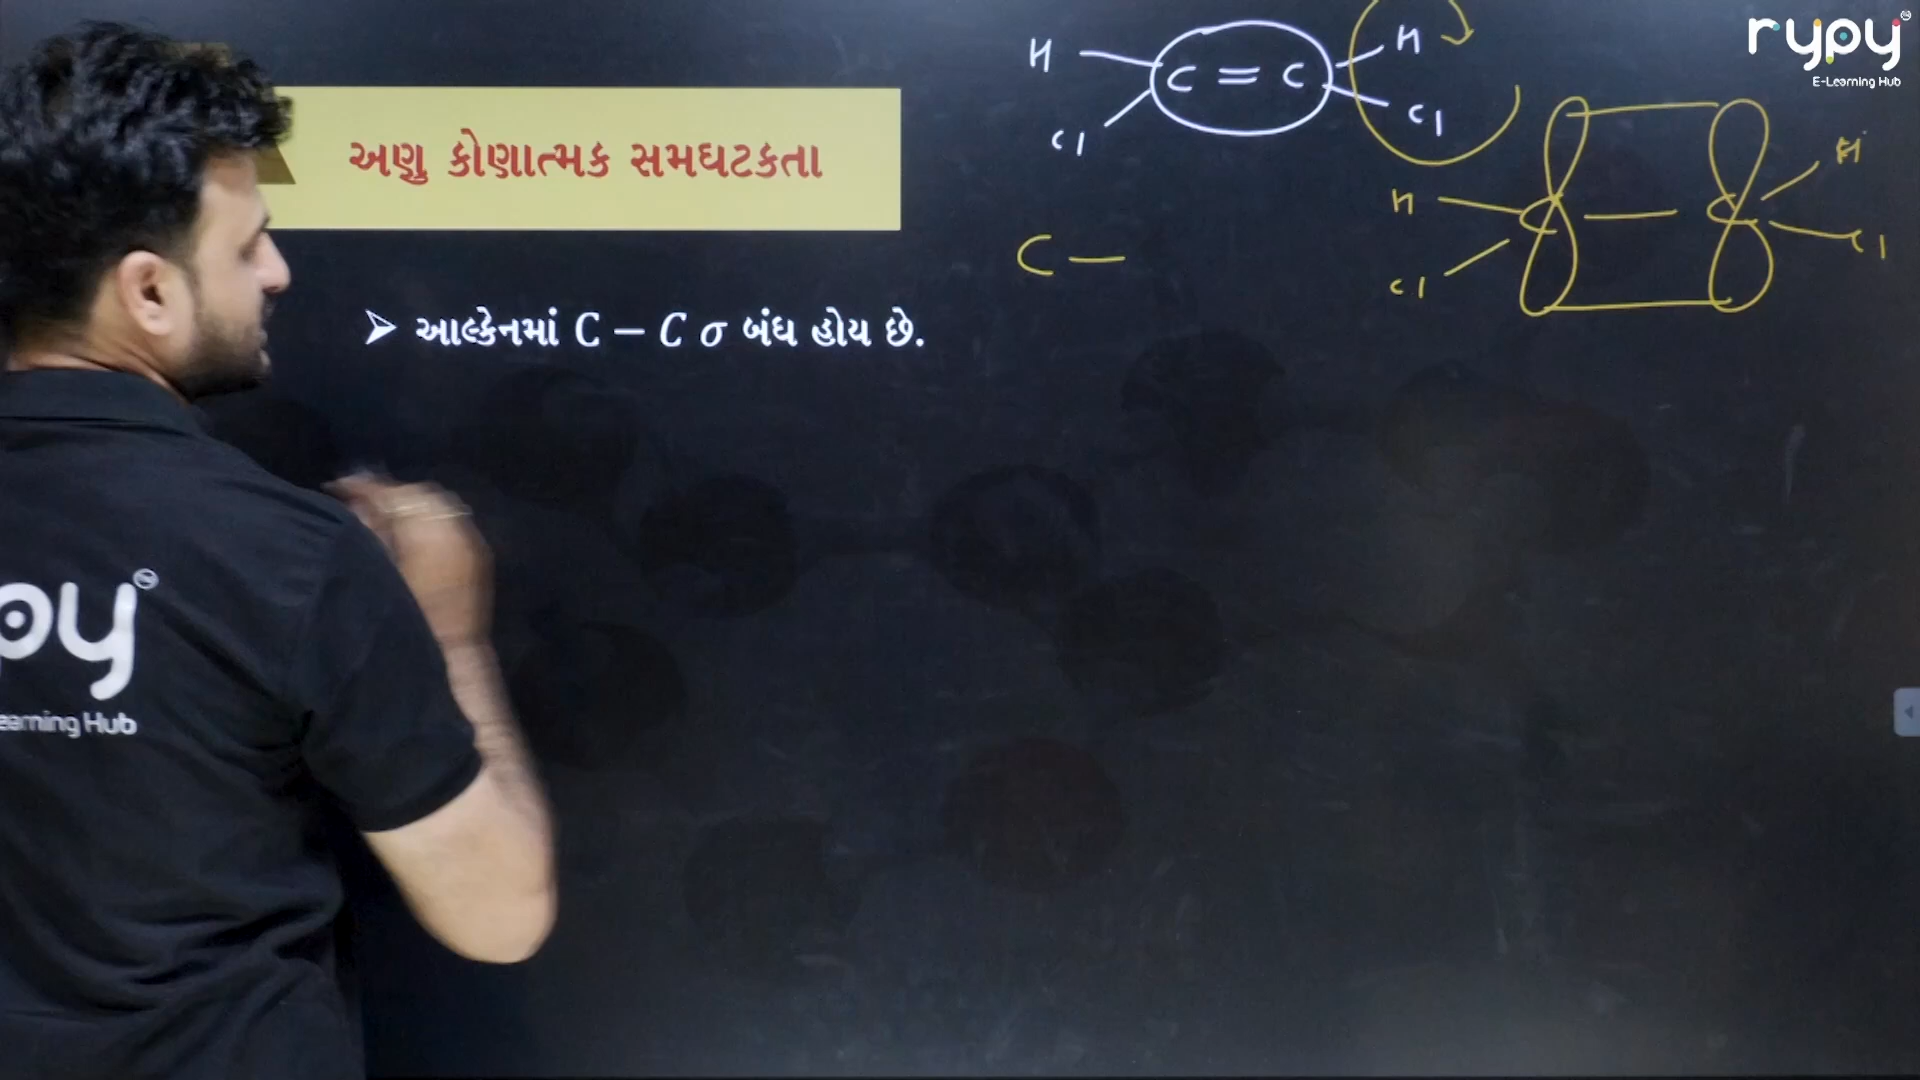 rypy
E-Learning Hub
અણુ કોણાત્મક સમઘટકતા
➤ આલ્કેનમાં C – C σ બંધ હોય છે.
H H
C = C
Cl Cl
H H
C — C
Cl Cl
C —
py
earning Hub